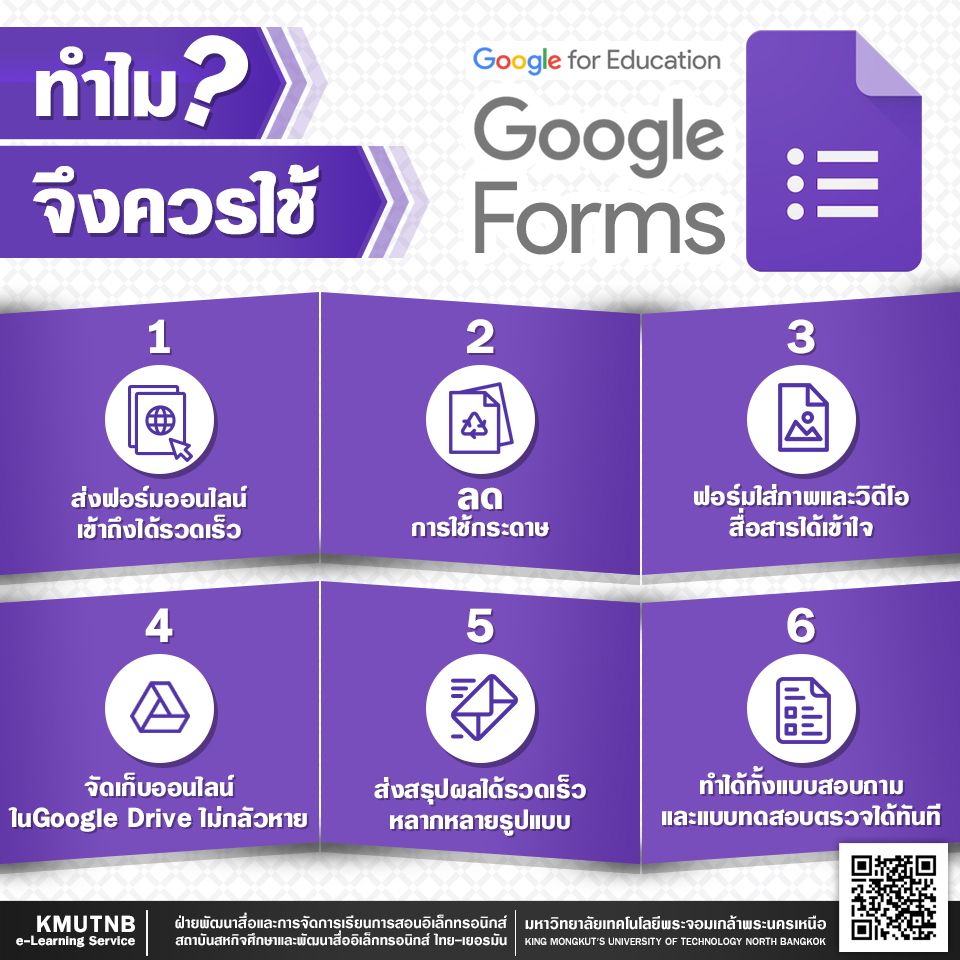 ทำไม?
จึงควรใช้
Google for Education
Google
Forms
1
ส่งฟอร์มออนไลน์
เข้าถึงได้รวดเร็ว
2
ลด
การใช้กระดาษ
3
ฟอร์มใส่ภาพและวิดีโอ
สื่อสารได้เข้าใจ
4
จัดเก็บออนไลน์
ในGoogle Drive ไม่กลัวหาย
5
ส่งสรุปผลได้รวดเร็ว
หลากหลายรูปแบบ
6
ทำได้ทั้งแบบสอบถาม
และแบบทดสอบตรวจได้ทันที
KMUTNB
e-Learning Service
ฝ่ายพัฒนาสื่อและการจัดการเรียนการสอนอิเล็กทรอนิกส์
สถาบันสหกิจศึกษาและพัฒนาสื่ออิเล็กทรอนิกส์ ไทย-เยอรมัน
มหาวิทยาลัยเทคโนโลยีพระจอมเกล้าพระนครเหนือ
KING MONGKUT'S UNIVERSITY OF TECHNOLOGY NORTH BANGKOK